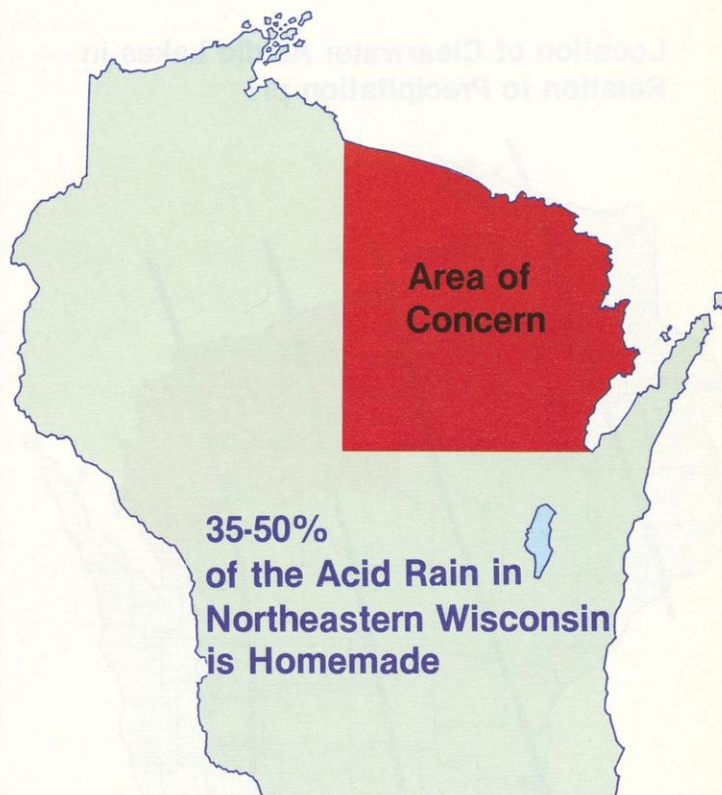 Area of
Concern
35-50%
of the Acid Rain in
Northeastern Wisconsin
is Homemade